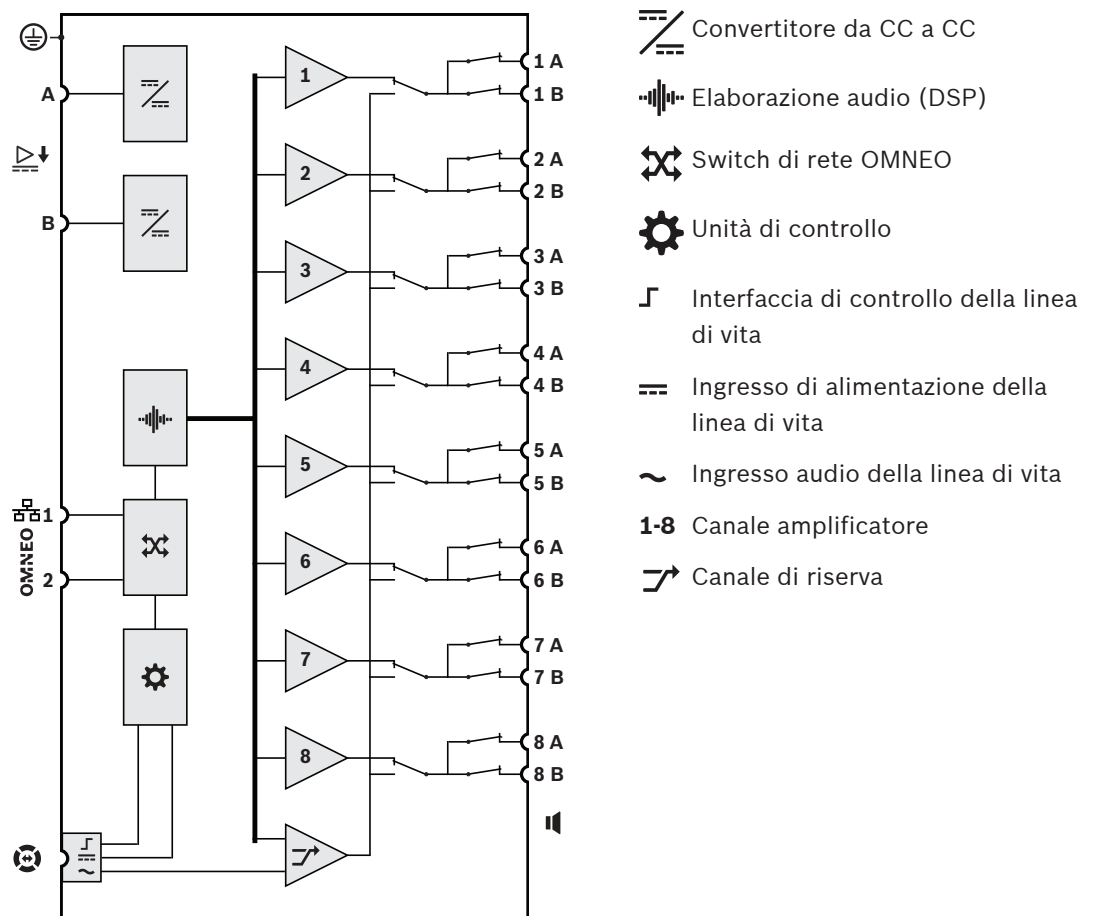 A
B
1
OMNEO
2
1
2
3
4
5
6
7
8
1 A
1 B
2 A
2 B
3 A
3 B
4 A
4 B
5 A
5 B
6 A
6 B
7 A
7 B
8 A
8 B
Convertitore da CC a CC
Elaborazione audio (DSP)
Switch di rete OMNEO
Unità di controllo
Interfaccia di controllo della linea
di vita
Ingresso di alimentazione della
linea di vita
Ingresso audio della linea di vita
1-8 Canale amplificatore
Canale di riserva